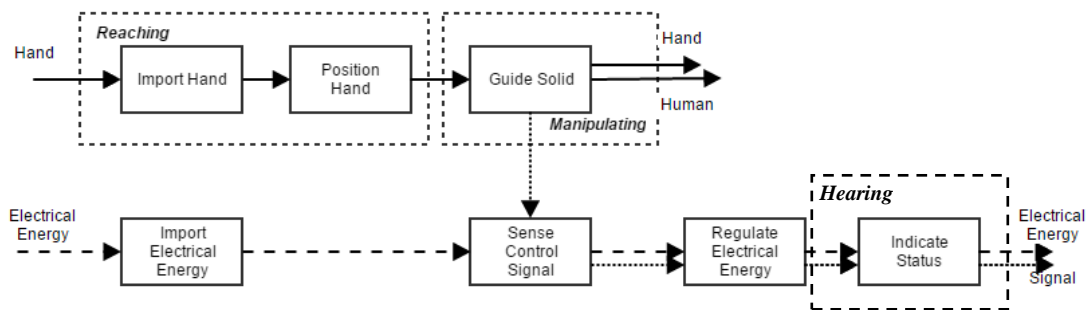 Reaching
Hand
Import Hand
Position
Hand
Guide Solid
Hand
Human
Manipulating
Electrical
Energy
Import
Electrical
Energy
Sense
Control
Signal
Regulate
Electrical
Energy
Hearing
Indicate
Status
Electrical
Energy
Signal